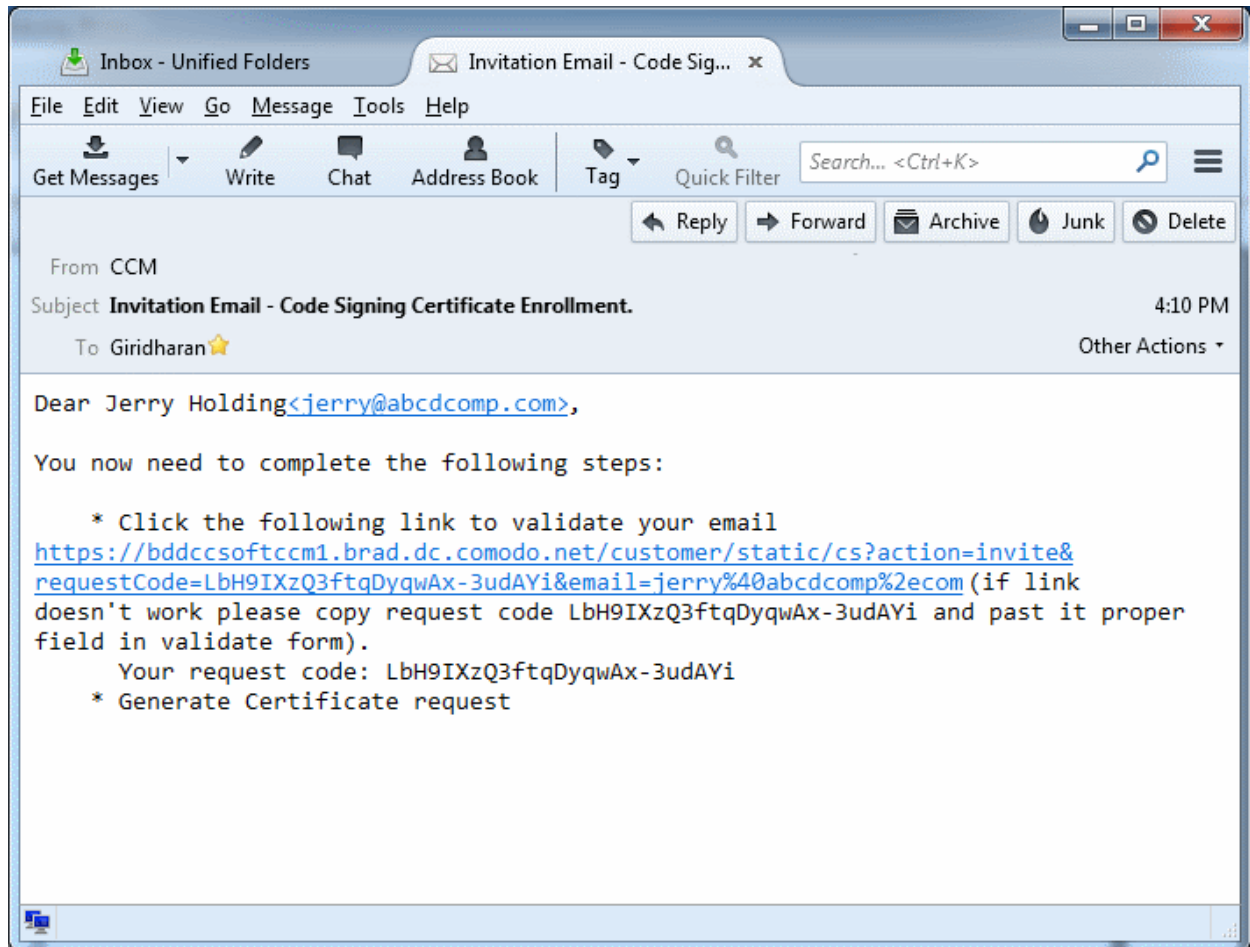 Inbox - Unified Folders
Invitation Email - Code Sig...
File Edit View Go Message Tools Help
Get Messages Write Chat Address Book Tag Quick Filter Search... <Ctrl+K>
Reply Forward Archive Junk Delete
From CCM
Subject Invitation Email - Code Signing Certificate Enrollment. 4:10 PM
To Giridharan Other Actions
Dear Jerry Holding<jerry@abcdcomp.com>,
You now need to complete the following steps:
* Click the following link to validate your email
https://bddccsoftccm1.brad.dc.comodo.net/customer/static/cs?action=invite&
requestCode=LbH9IXzQ3ftqDyqwAx-3udAYi&email=jerry%40abcdcomp%2ecom (if link
doesn't work please copy request code LbH9IXzQ3ftqDyqwAx-3udAYi and past it proper
field in validate form).
Your request code: LbH9IXzQ3ftqDyqwAx-3udAYi
* Generate Certificate request